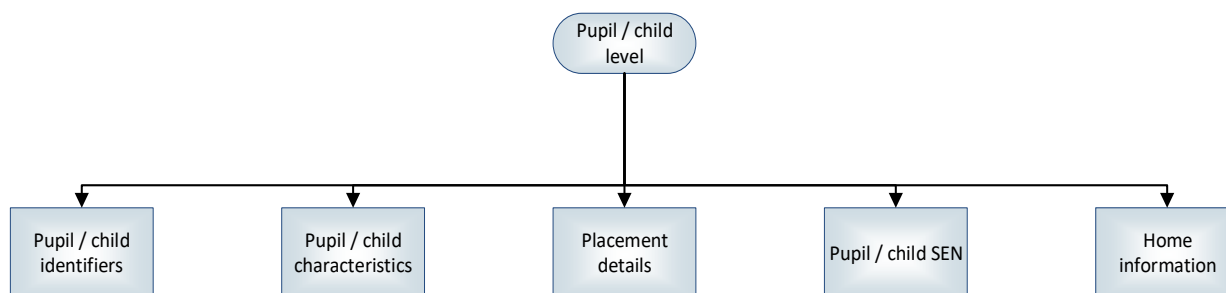 Pupil / child
level
Pupil / child
identifiers
Pupil / child
characteristics
Placement
details
Pupil / child SEN
Home
information